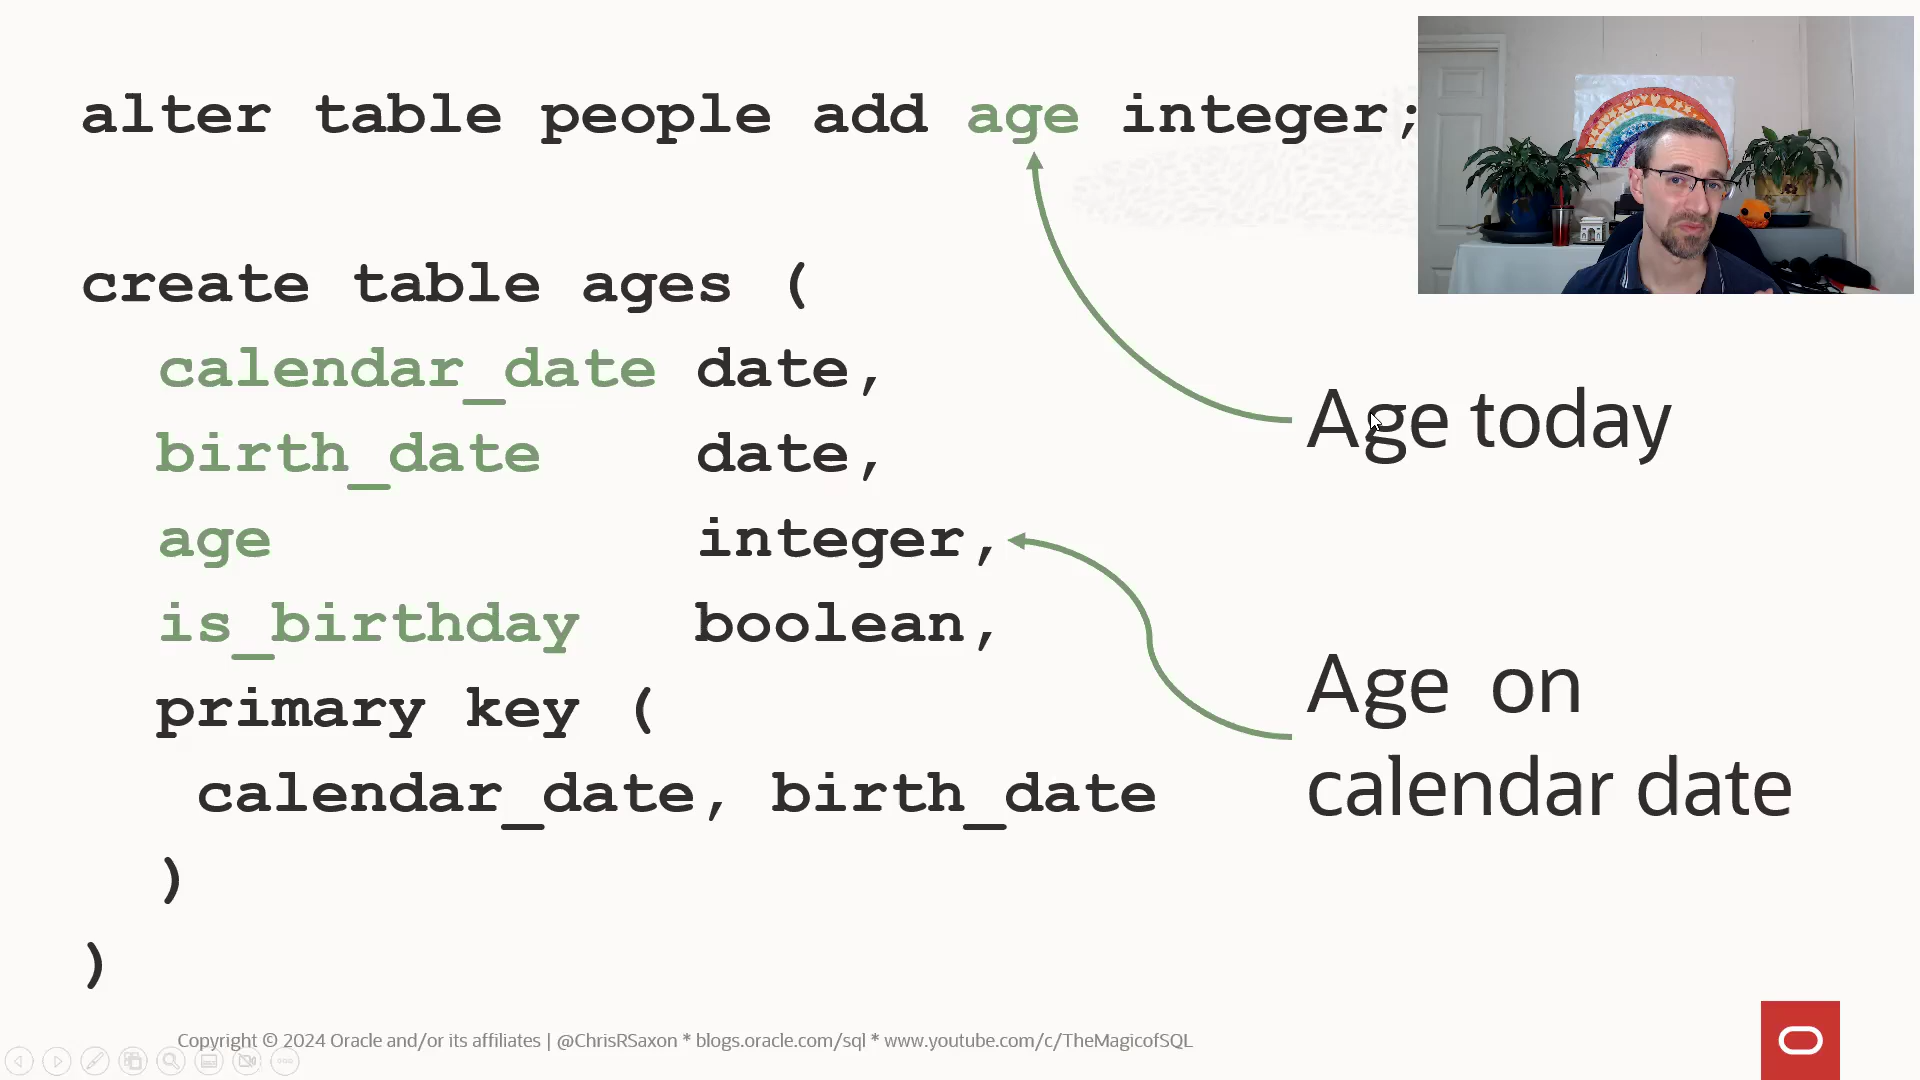 alter table people add age integer;
create table ages (
calendar_date date,
birth_date date,
age integer,
is_birthday boolean,
primary key (
calendar_date, birth_date
)
)
Age today
Age on
calendar date
Copyright © 2024 Oracle and/or its affiliates | @ChrisRSaxon * blogs.oracle.com/sql * www.youtube.com/c/TheMagicofSQL